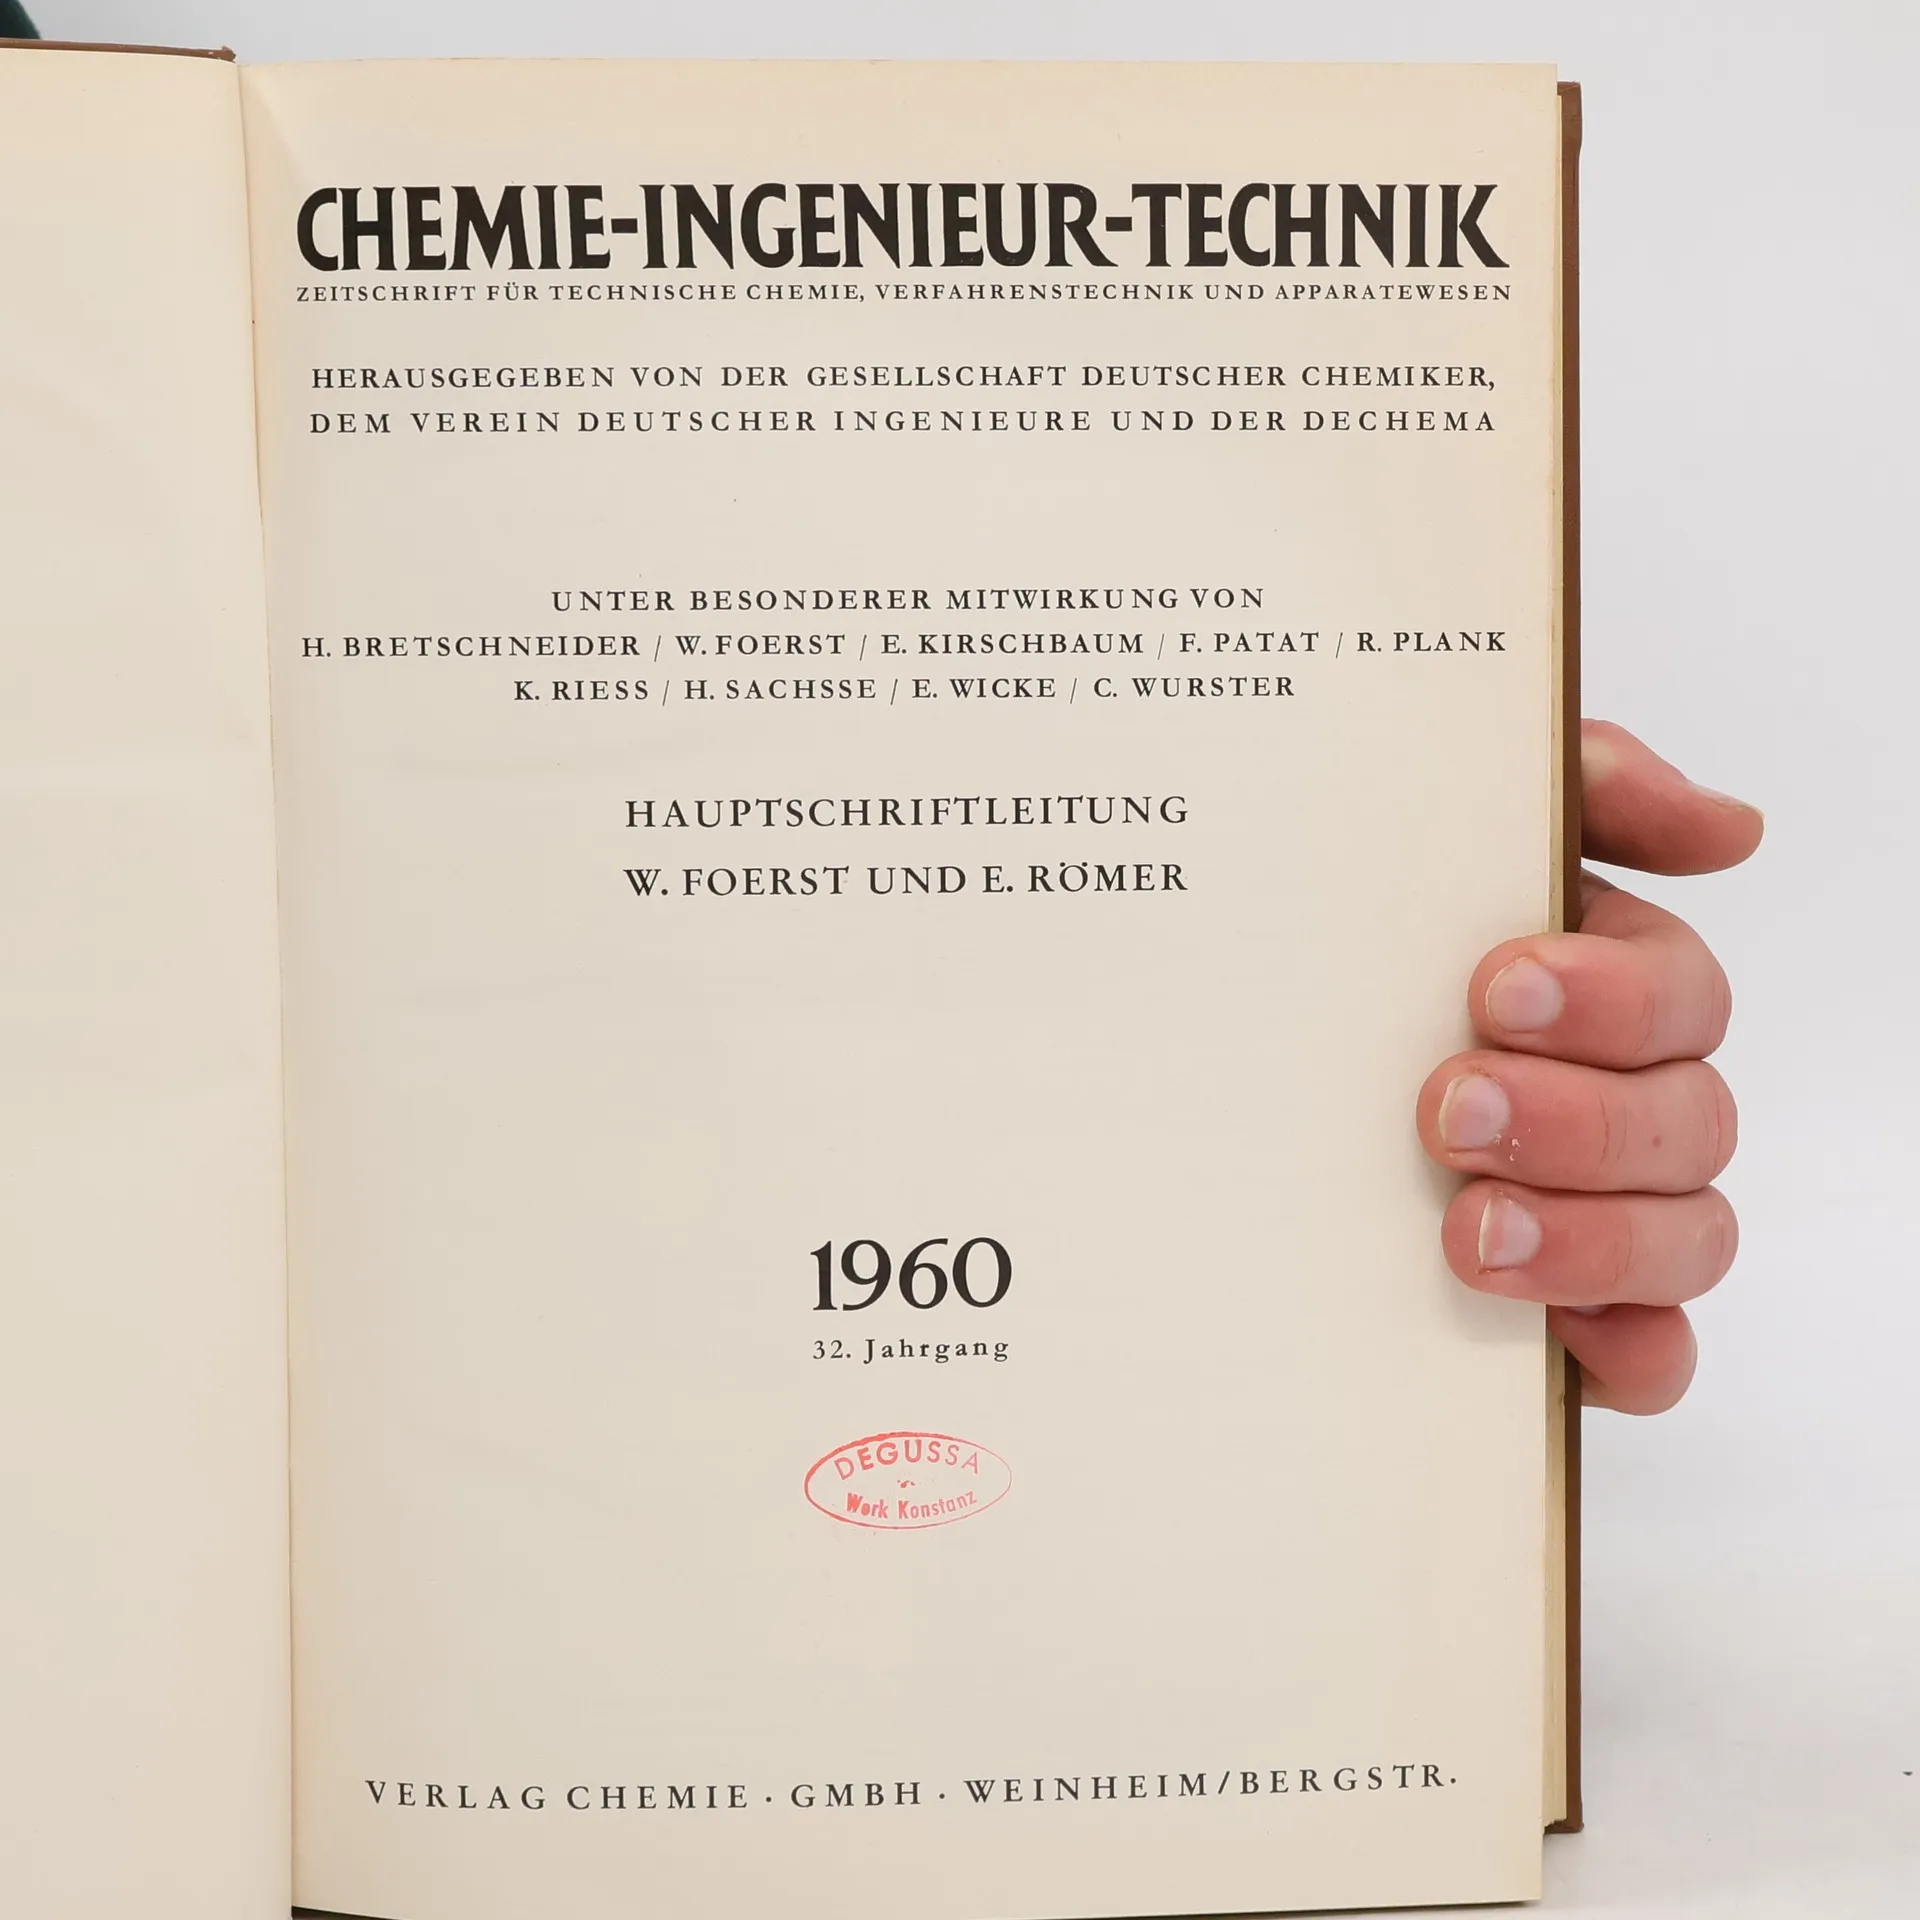 CHEMIE-INGENIEUR-TECHNIK
ZEITSCHRIFT FÜR TECHNISCHE CHEMIE, VERFAHRENSTECHNIK UND APPARATEWESEN
HERAUSGEGEBEN VON DER GESELLSCHAFT DEUTSCHER CHEMIKER,
DEM VEREIN DEUTSCHER INGENIEURE UND DER DECHEMA
UNTER BESONDERER MITWIRKUNG VON
H. BRETSCHNEIDER / W. FOERST / E. KIRSCHBAUM / F. PATAT / R. PLANK
K. RIESS / H. SACHSSE / E. WICKE / C. WURSTER
HAUPTSCHRIFTLEITUNG
W. FOERST UND E. RÖMER
1960
32. Jahrgang
DEGUSSA
Werk Konstanz
VERLAG CHEMIE · GMBH · WEINHEIM/BERGSTR.